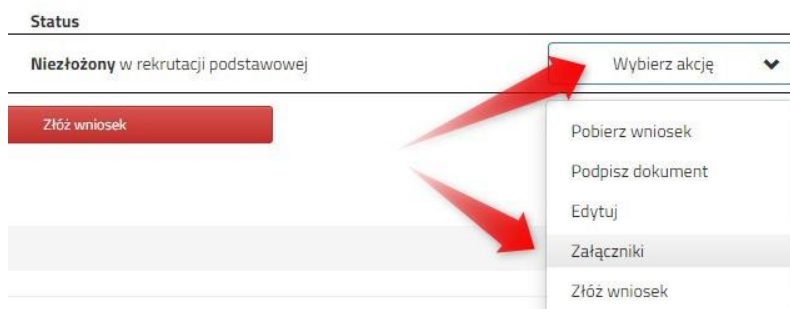 Status
Niezłożony w rekrutacji podstawowej
Wybierz akcję
Złóż wniosek
Pobierz wniosek
Podpisz dokument
Edytuj
Załączniki
Złóż wniosek